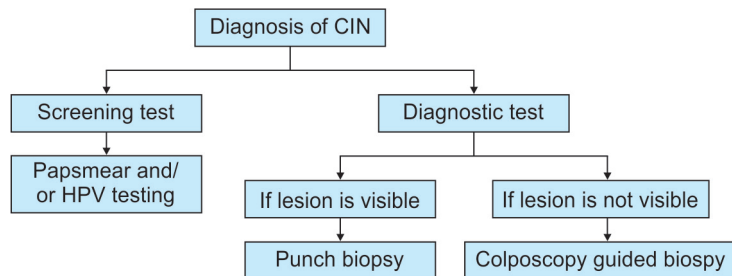 Diagnosis of CIN
Screening test
Diagnostic test
Papsmear and/
or HPV testing
If lesion is visible
If lesion is not visible
Punch biopsy
Colposcopy guided biospy